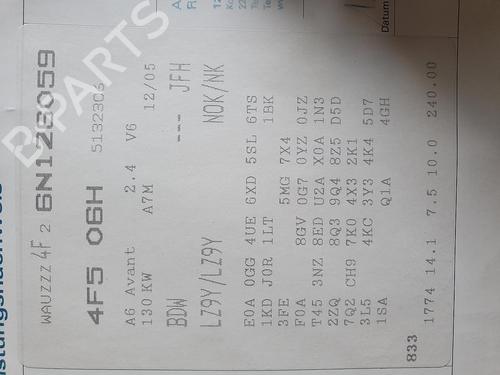 WAUZZZ 4F 2 6N128059
4F5 06H 5132306
A6 Avant 2.4 V6
130 KW A7M 12/05
BDW --- JFH
LZ9Y/LZ9Y NOK/NK
E0A 0GG 4UE 6XD 5SL 6TS
1KD J0R 1LT 1BK
3FE 5MG 7X4
F0A 8GV 0G7 0YZ 0JZ
T45 3NZ 8ED U2A X0A 1N3
2ZQ 8Q3 9Q4 8Z5 D5D
7Q2 CH9 7K0 4X3 2K1
3L5 4KC 3Y3 4K4 5D7
1SA Q1A 4GH
1774 14.1 7.5 10.0 240.00
833
Datum
B-PARTS